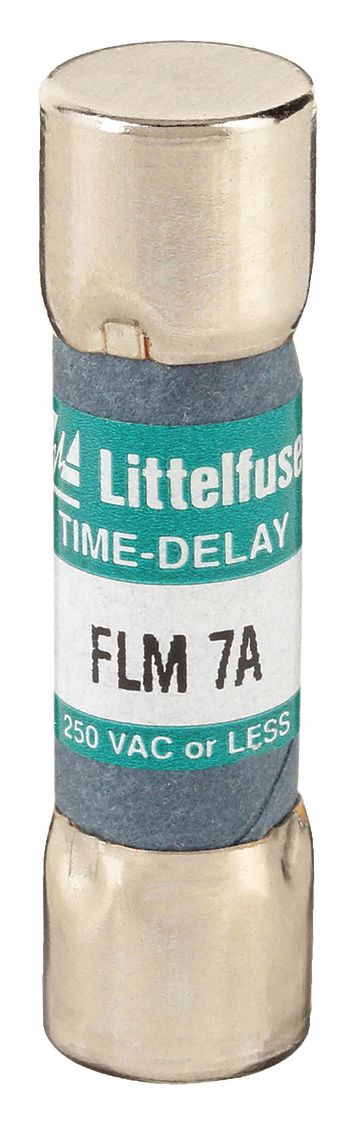 Littelfuse
TIME-DELAY
FLM 7A
250 VAC or LESS